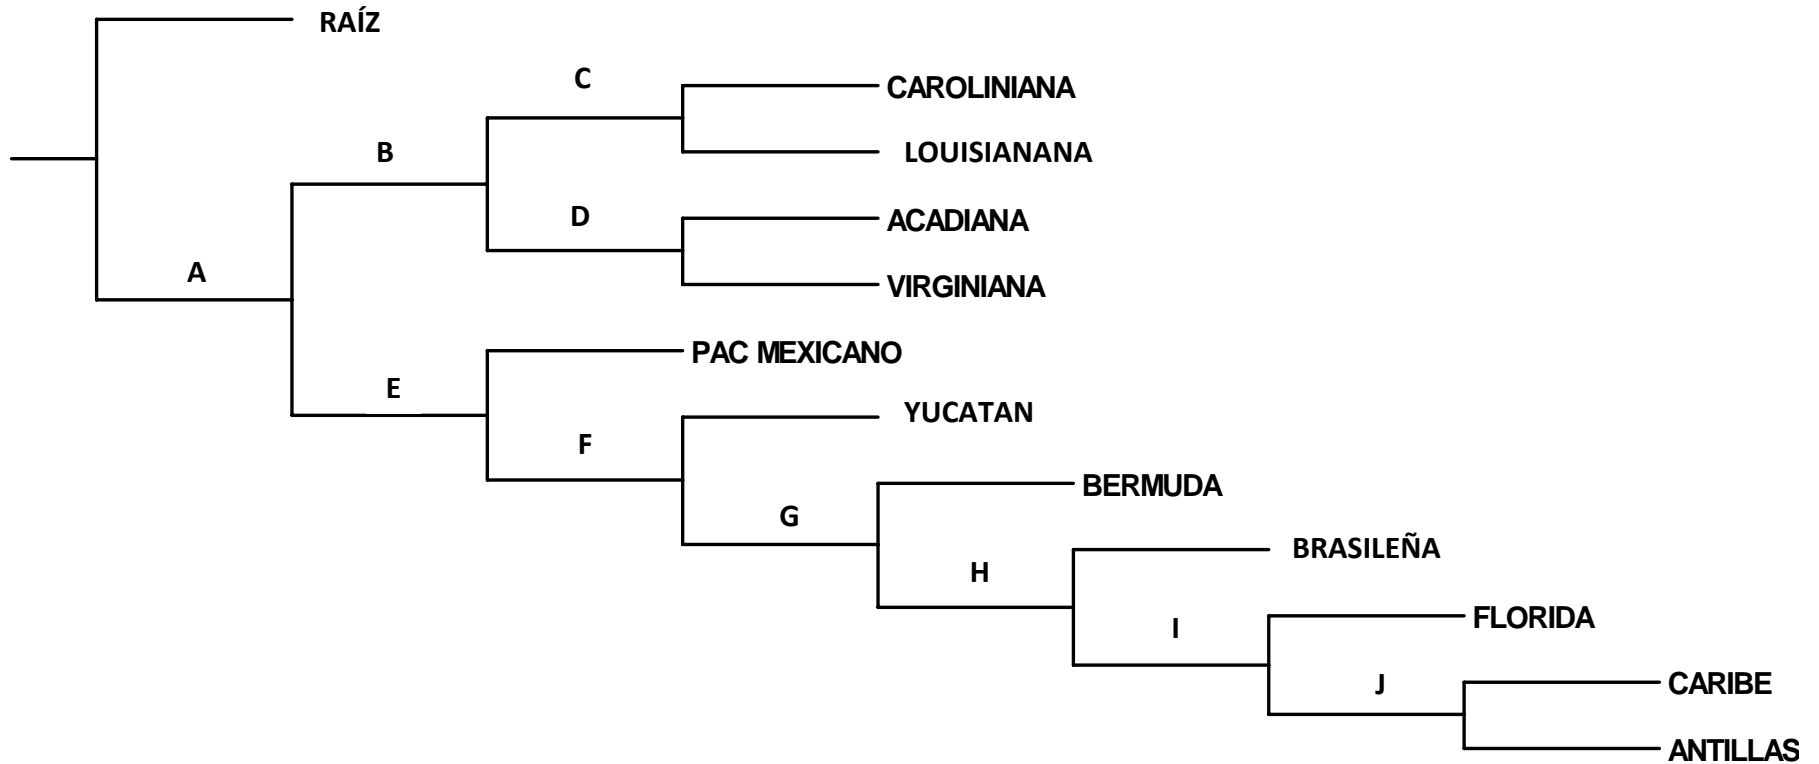 RAÍZ
C
CAROLINIANA
B
LOUISIANANA
D
ACADIANA
A
VIRGINIANA
PAC MEXICANO
E
YUCATAN
F
BERMUDA
G
BRASILEÑA
H
FLORIDA
I
CARIBE
J
ANTILLAS